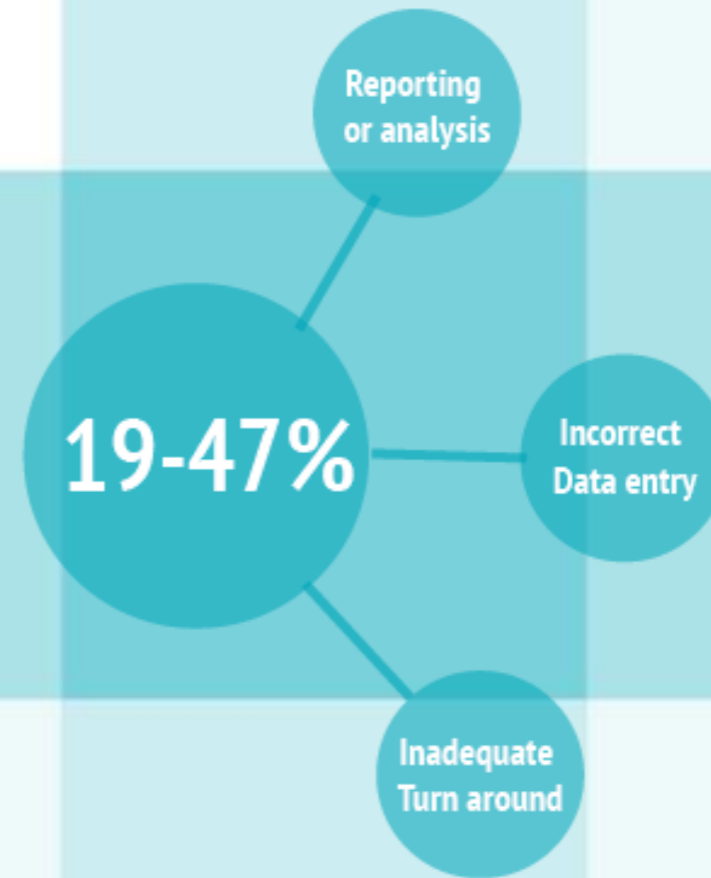 Reporting
or analysis
19-47%
Incorrect
Data entry
Inadequate
Turn around